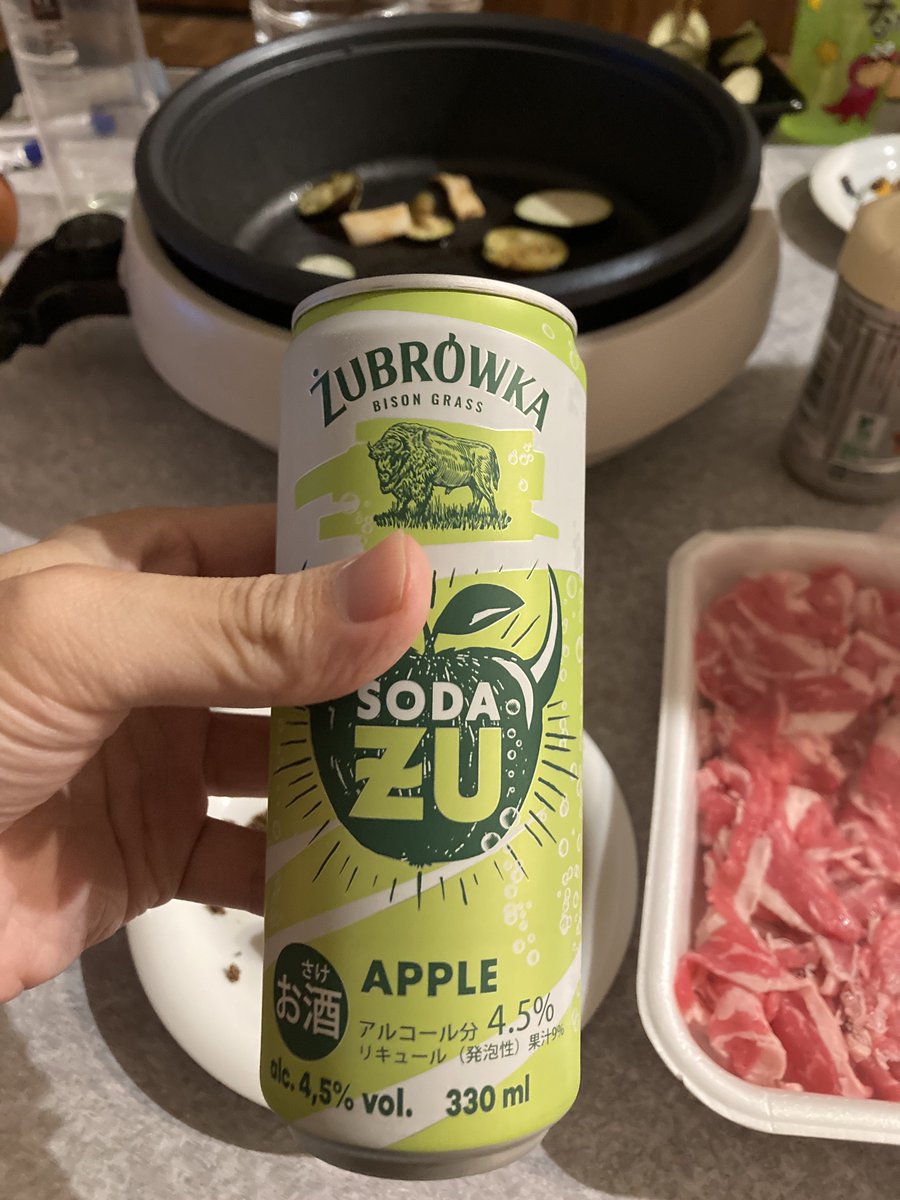 ŻUBRÓWKA
BISON GRASS
SODA
ŻU
さけ
お酒
APPLE
アルコール分 4.5%
リキュール（発泡性）果汁9%
alc. 4,5% vol. 330 ml